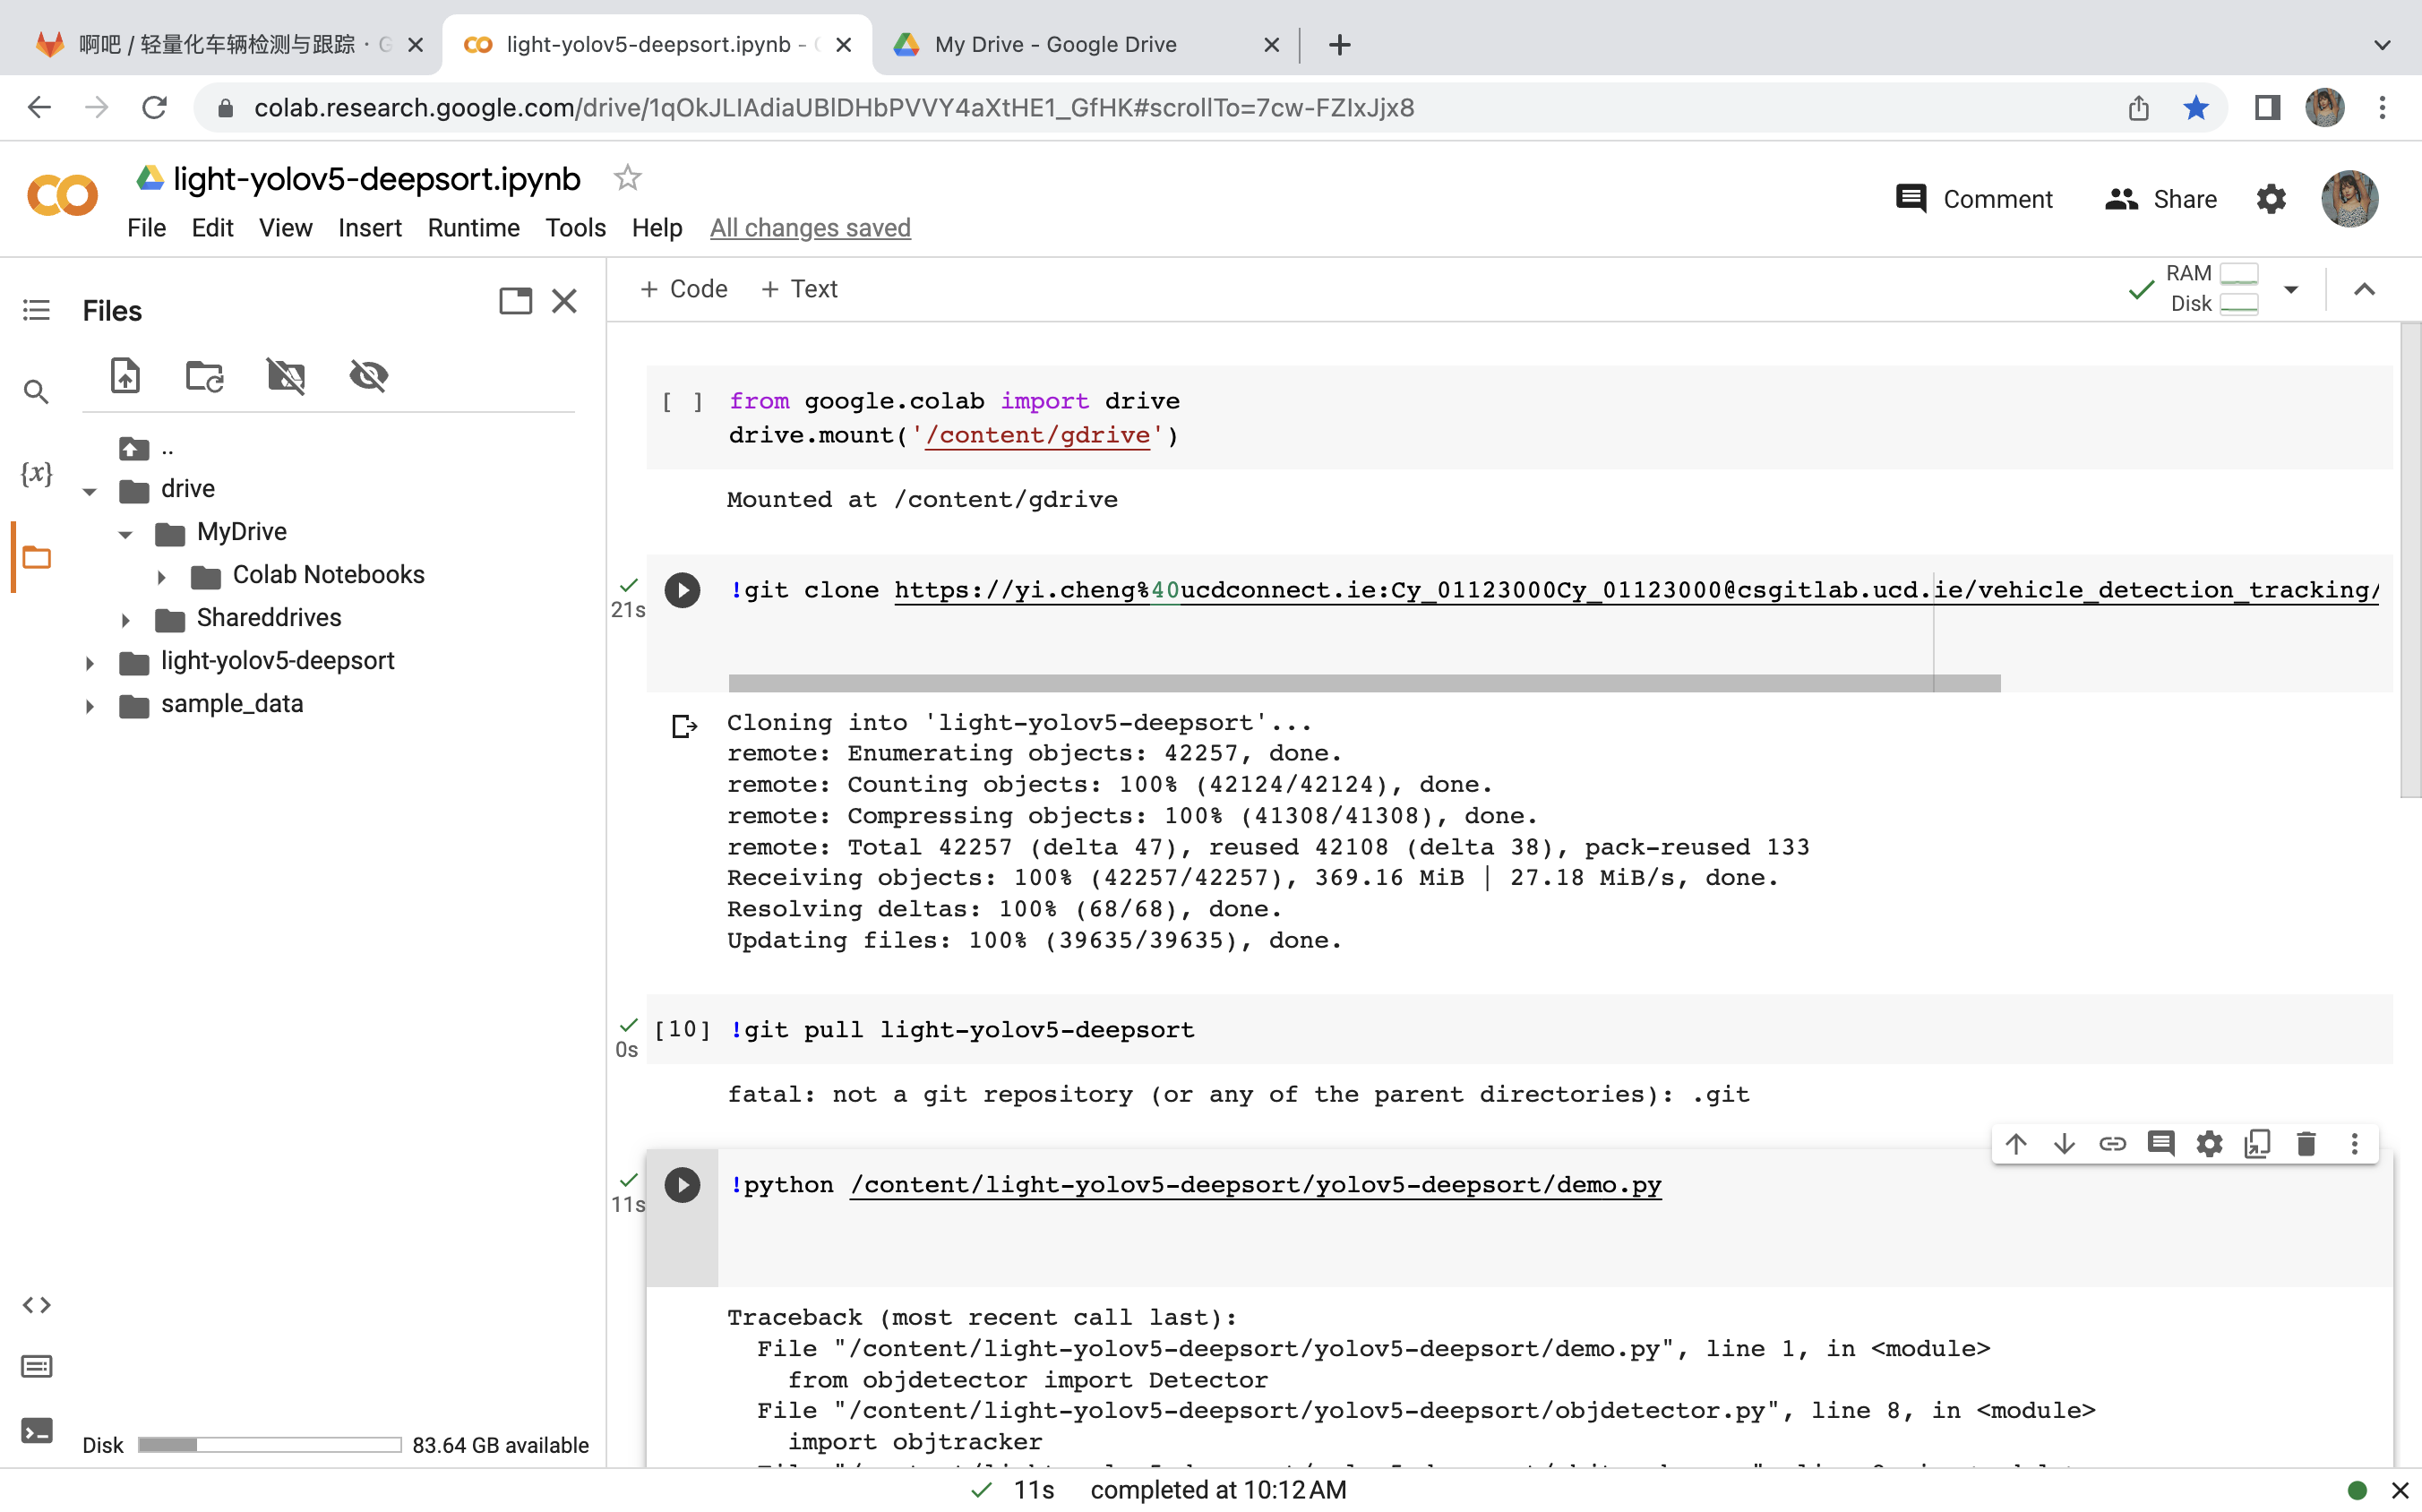 啊吧 / 轻量化车辆检测与跟踪 · G
light-yolov5-deepsort.ipynb -
My Drive - Google Drive
colab.research.google.com/drive/1qOkJLIAdiaUBlDHbPVVY4aXtHE1_GfHK#scrollTo=7cw-FZIxJjx8
light-yolov5-deepsort.ipynb
Comment
Share
File Edit View Insert Runtime Tools Help All changes saved
Files
+ Code + Text
RAM
Disk
..
drive
MyDrive
Colab Notebooks
Shareddrives
light-yolov5-deepsort
sample_data
{x}
Disk 83.64 GB available
[ ] from google.colab import drive
drive.mount('/content/gdrive')
Mounted at /content/gdrive
21s
!git clone https://yi.cheng%40ucdconnect.ie:Cy_01123000Cy_01123000@csgitlab.ucd.ie/vehicle_detection_tracking/
Cloning into 'light-yolov5-deepsort'...
remote: Enumerating objects: 42257, done.
remote: Counting objects: 100% (42124/42124), done.
remote: Compressing objects: 100% (41308/41308), done.
remote: Total 42257 (delta 47), reused 42108 (delta 38), pack-reused 133
Receiving objects: 100% (42257/42257), 369.16 MiB | 27.18 MiB/s, done.
Resolving deltas: 100% (68/68), done.
Updating files: 100% (39635/39635), done.
0s
[10] !git pull light-yolov5-deepsort
fatal: not a git repository (or any of the parent directories): .git
11s
!python /content/light-yolov5-deepsort/yolov5-deepsort/demo.py
Traceback (most recent call last):
File "/content/light-yolov5-deepsort/yolov5-deepsort/demo.py", line 1, in <module>
from objdetector import Detector
File "/content/light-yolov5-deepsort/yolov5-deepsort/objdetector.py", line 8, in <module>
import objtracker
11s completed at 10:12 AM